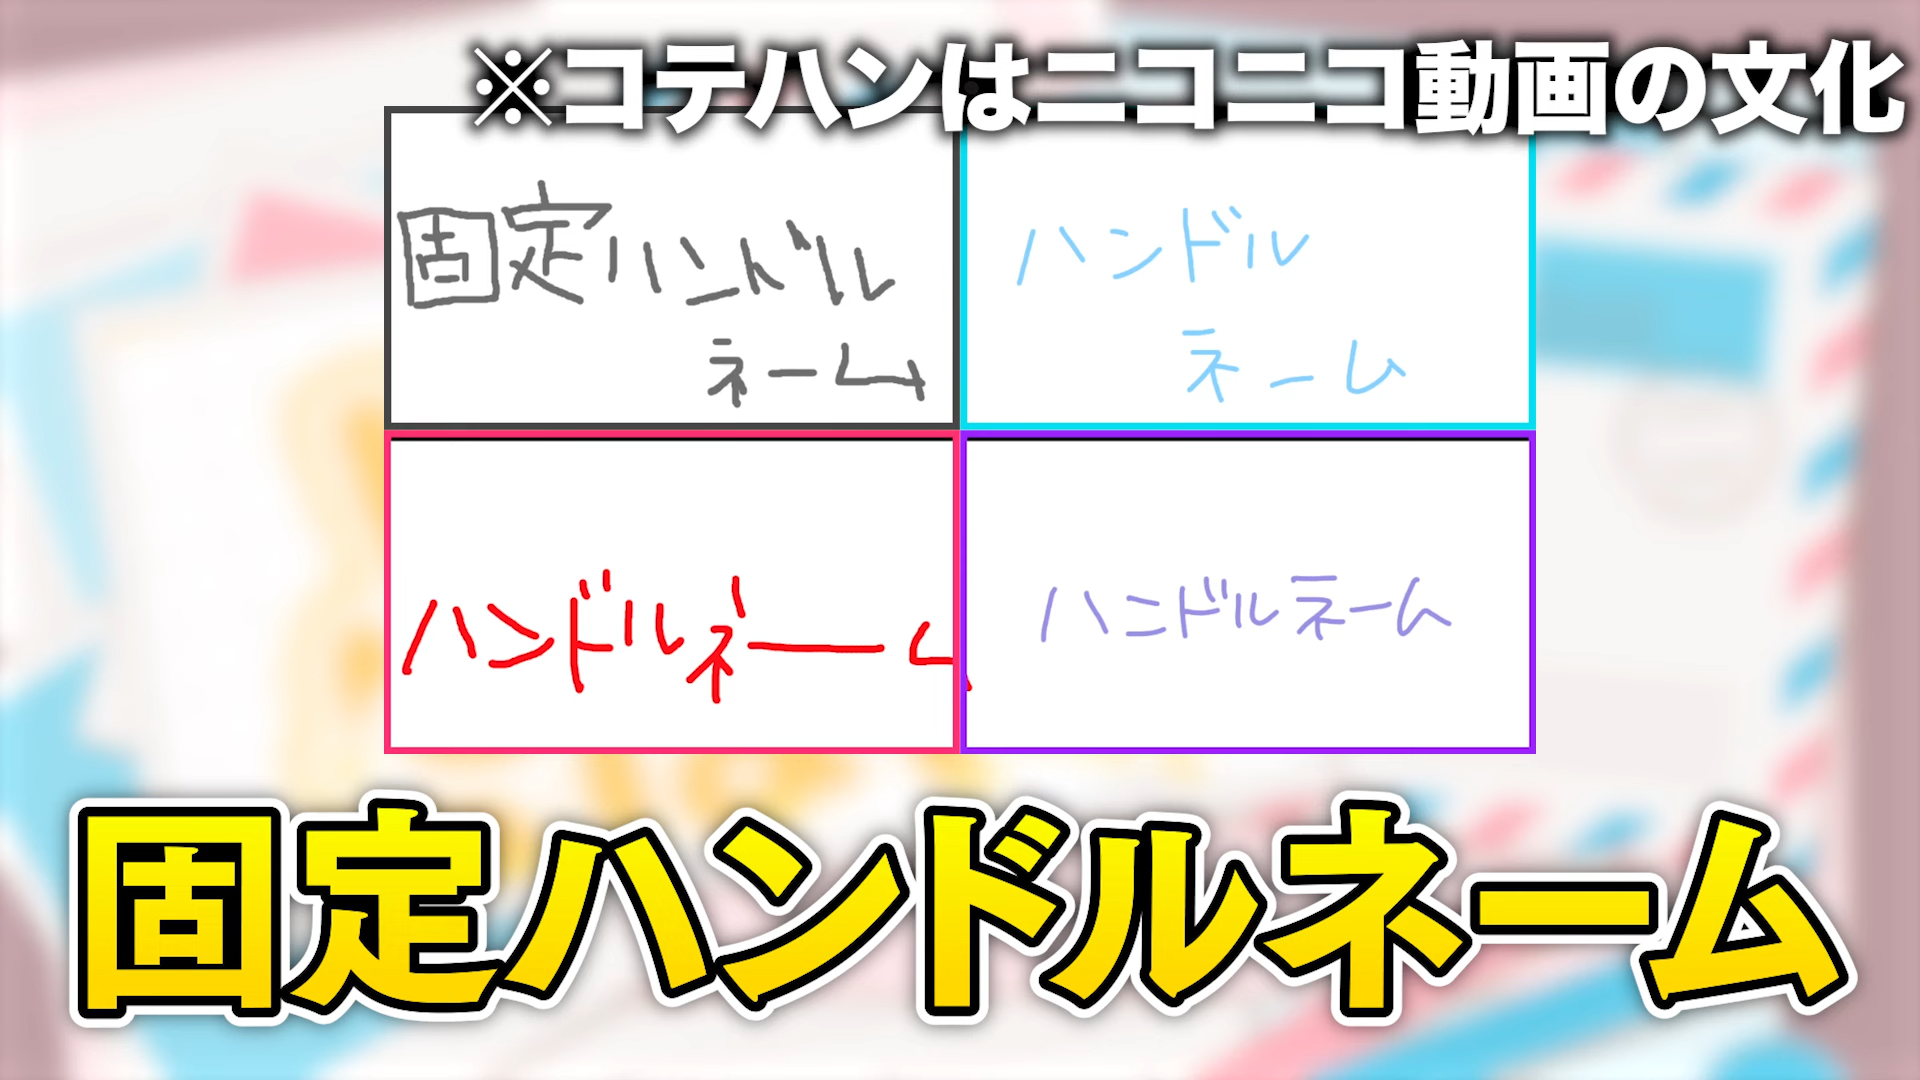 ※コテハンはニコニコ動画の文化
固定ハンドル
ネーム
ハンドル
ネーム
ハンドルネーム
ハンドルネーム
固定ハンドルネーム